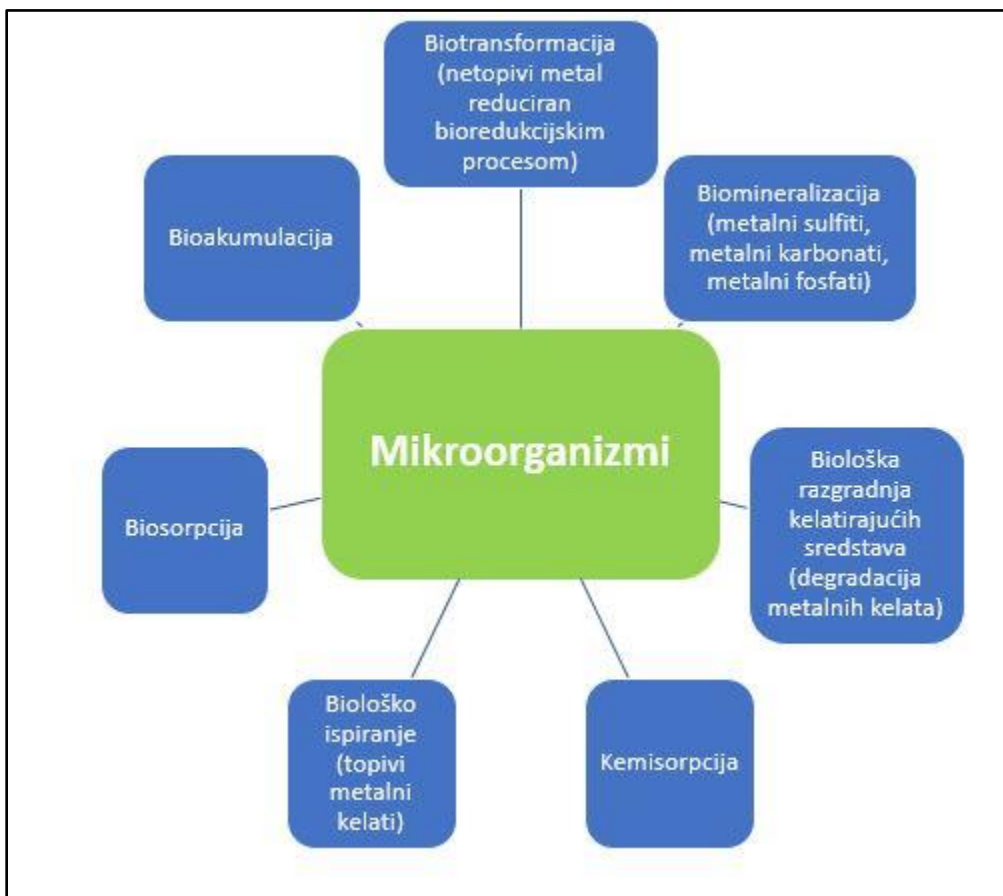 Biotransformacija
(netopivi metal
reduciran
bioredukcijskim
procesom)
Bioakumulacija
Biomineralizacija
(metalni sulfiti,
metalni karbonati,
metalni fosfati)
Mikroorganizmi
Biosorpcija
Biološka
razgradnja
kelatirajućih
sredstava
(degradacija
metalnih kelata)
Biološko
ispiranje
(topivi
metalni
kelati)
Kemisorpcija